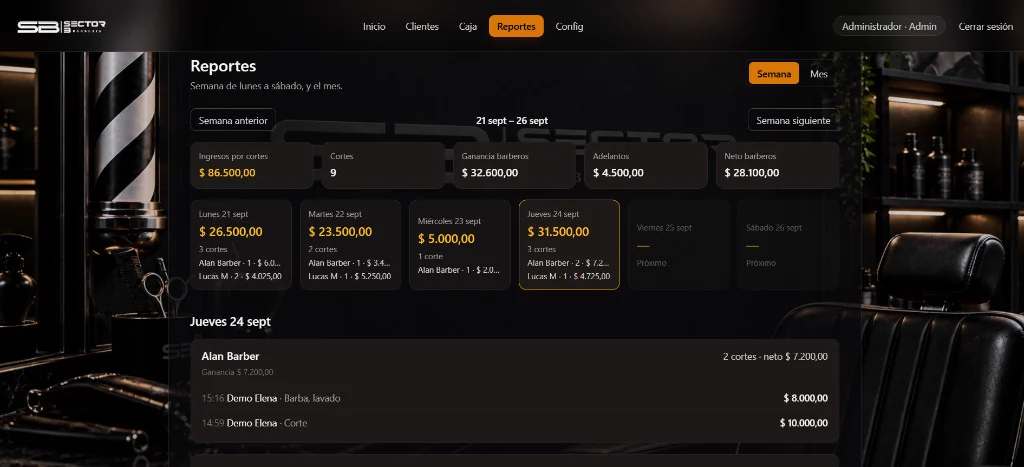 SB SECTOR
3 BARBERÍA
Inicio Clientes Caja Reportes Config
Administrador · Admin Cerrar sesión
Reportes
Semana de lunes a sábado, y el mes.
Semana Mes
Semana anterior
21 sept – 26 sept
Semana siguiente
Ingresos por cortes
$ 86.500,00
Cortes
9
Ganancia barberos
$ 32.600,00
Adelantos
$ 4.500,00
Neto barberos
$ 28.100,00
Lunes 21 sept
$ 26.500,00
3 cortes
Alan Barber · 1 · $ 6.0...
Lucas M · 2 · $ 4.025,00
Martes 22 sept
$ 23.500,00
2 cortes
Alan Barber · 1 · $ 3.4...
Lucas M · 1 · $ 5.250,00
Miércoles 23 sept
$ 5.000,00
1 corte
Alan Barber · 1 · $ 2.0...
Jueves 24 sept
$ 31.500,00
3 cortes
Alan Barber · 2 · $ 7.2...
Lucas M · 1 · $ 4.725,00
Viernes 25 sept
—
Próximo
Sábado 26 sept
—
Próximo
Jueves 24 sept
Alan Barber
2 cortes · neto $ 7.200,00
Ganancia $ 7.200,00
15:16 Demo Elena · Barba, lavado
$ 8.000,00
14:59 Demo Elena · Corte
$ 10.000,00